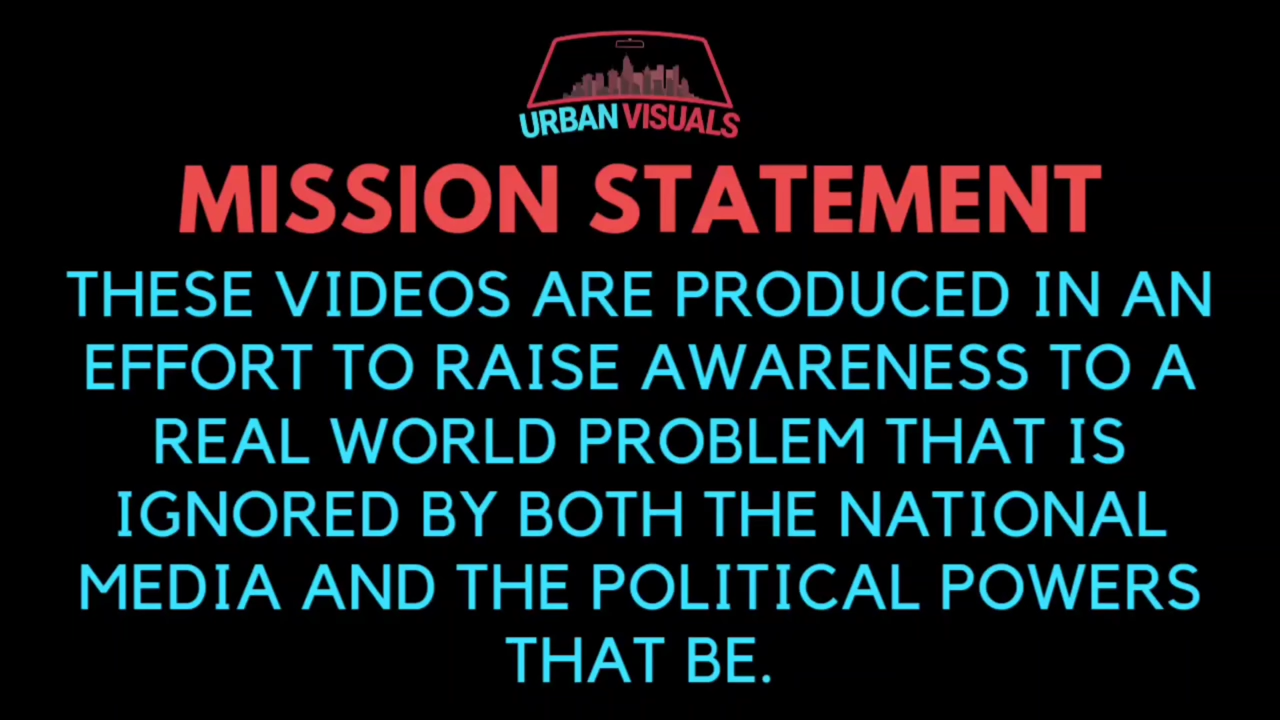 URBAN VISUALS
MISSION STATEMENT
THESE VIDEOS ARE PRODUCED IN AN
EFFORT TO RAISE AWARENESS TO A
REAL WORLD PROBLEM THAT IS
IGNORED BY BOTH THE NATIONAL
MEDIA AND THE POLITICAL POWERS
THAT BE.